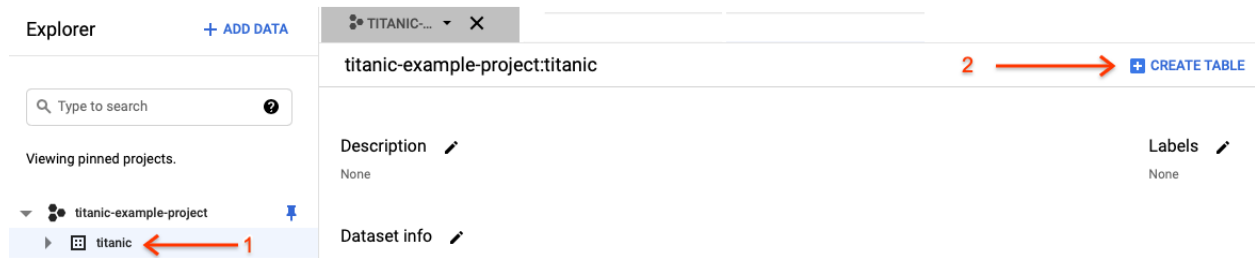 Explorer
+ ADD DATA
Type to search
Viewing pinned projects.
titanic-example-project
titanic
1
TITANIC-...
titanic-example-project:titanic
2
CREATE TABLE
Description
None
Labels
None
Dataset info